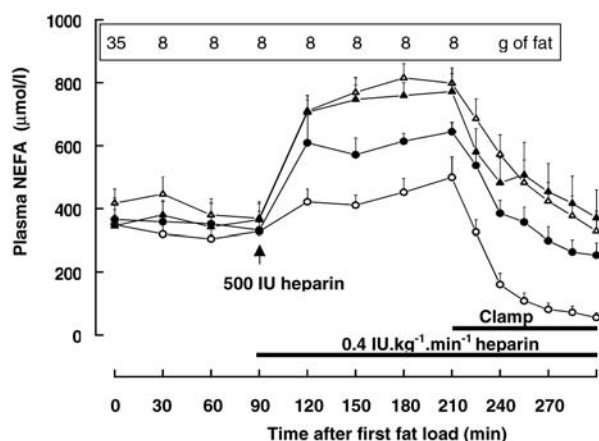 1000
35 8 8 8 8 8 8 8 g of fat
800
600
400
200
0
Plasma NEFA (μmol/l)
500 IU heparin
Clamp
0.4 IU.kg⁻¹.min⁻¹ heparin
0 30 60 90 120 150 180 210 240 270
Time after first fat load (min)